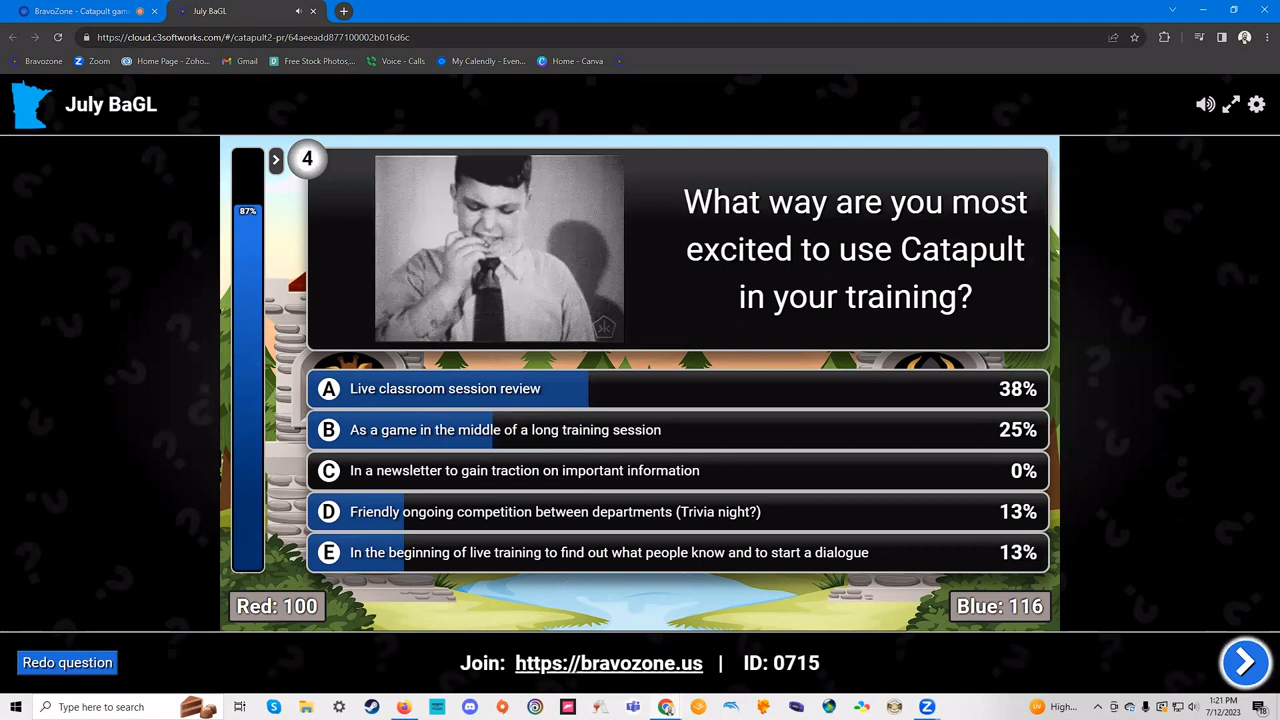 BravoZone - Catapult gam
July BaGL
https://cloud.c3softworks.com/#/catapult2-pr/64aeeadd877100002b016d6c
Bravozone
Zoom
Home Page - Zoho...
Gmail
Free Stock Photos,...
Voice - Calls
My Calendly - Even...
Home - Canva
July BaGL
87%
4
What way are you most
excited to use Catapult
in your training?
A Live classroom session review 38%
B As a game in the middle of a long training session 25%
C In a newsletter to gain traction on important information 0%
D Friendly ongoing competition between departments (Trivia night?) 13%
E In the beginning of live training to find out what people know and to start a dialogue 13%
Red: 100
Blue: 116
Redo question
Join: https://bravozone.us | ID: 0715
Type here to search
High...
1:21 PM
7/12/2023